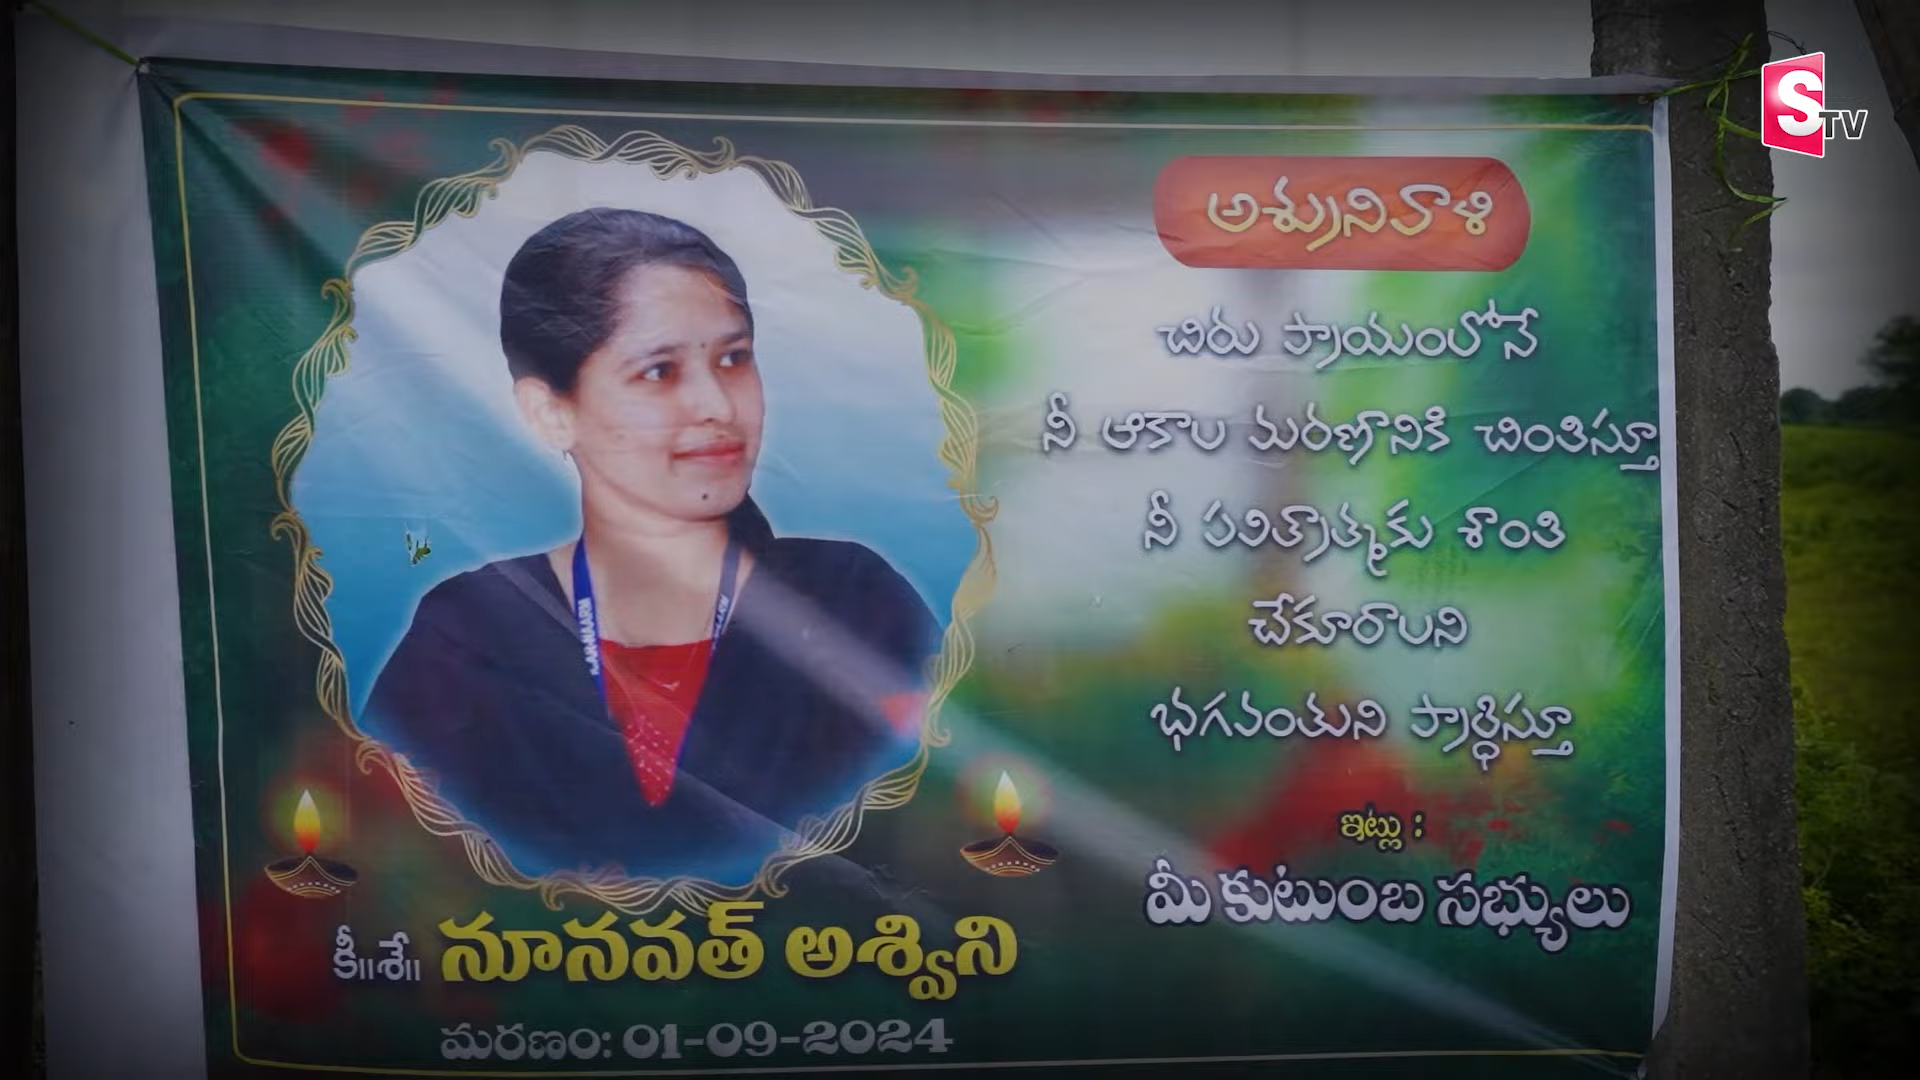 STV
అశ్రునివాళి
చిరు ప్రాయంలోనే
నీ ఆకాల మరణానికి చింతిస్తూ
నీ పవిత్రాత్మకు శాంతి
చేకూరాలని
భగవంతుని ప్రార్థిస్తూ
ఇట్లు :
మీ కుటుంబ సభ్యులు
కీ॥శే॥ నూనవత్ అశ్విని
మరణం: 01-09-2024